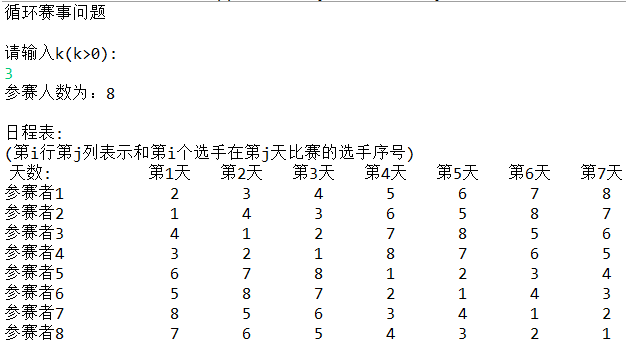 循环赛事问题
请输入k(k>0):
3
参赛人数为：8
日程表:
(第i行第j列表示和第i个选手在第j天比赛的选手序号)
天数: 第1天 第2天 第3天 第4天 第5天 第6天 第7天
参赛者1 2 3 4 5 6 7 8
参赛者2 1 4 3 6 5 8 7
参赛者3 4 1 2 7 8 5 6
参赛者4 3 2 1 8 7 6 5
参赛者5 6 7 8 1 2 3 4
参赛者6 5 8 7 2 1 4 3
参赛者7 8 5 6 3 4 1 2
参赛者8 7 6 5 4 3 2 1